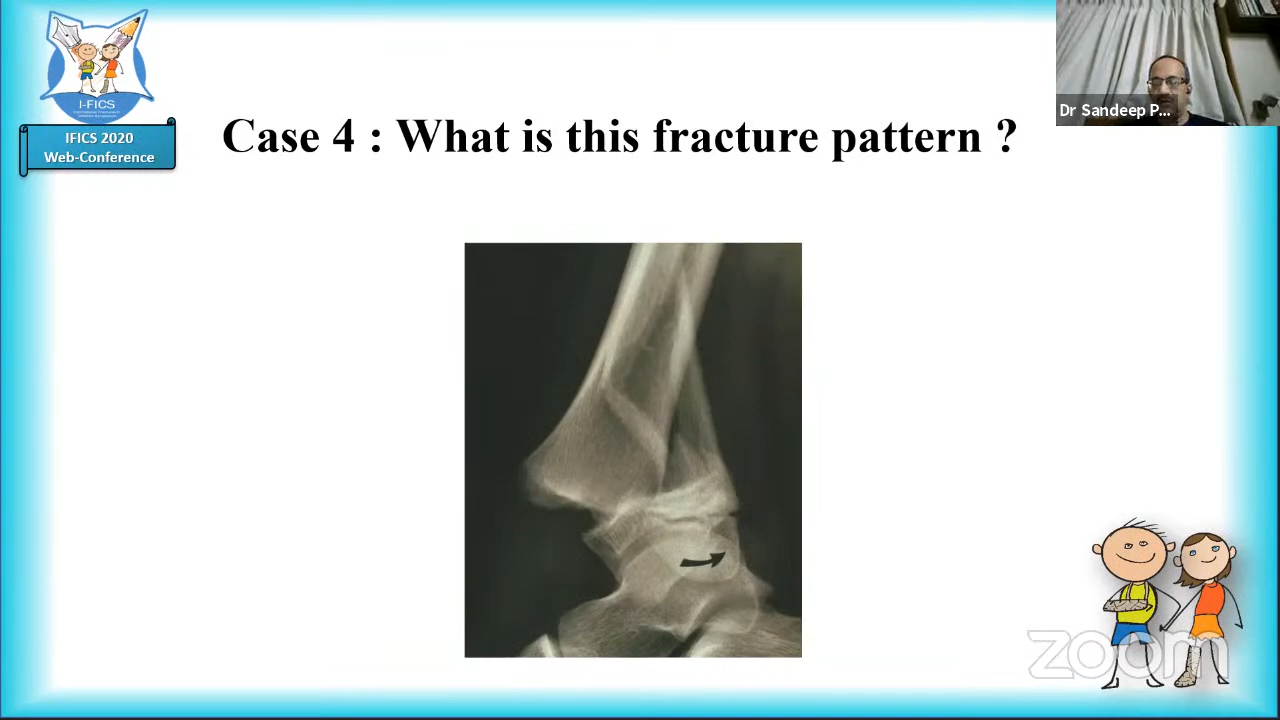 I-FICS
IFICS 2020
Web-Conference
Case 4 : What is this fracture pattern ?
Dr Sandeep P...
zoom